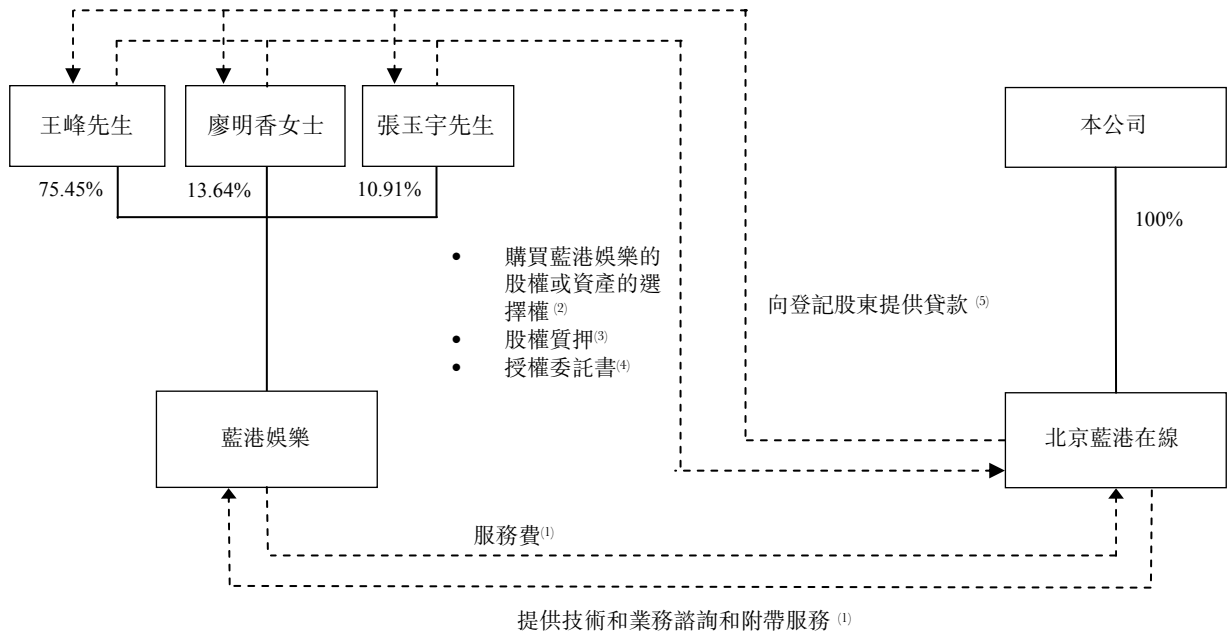 王峰先生
廖明香女士
張玉宇先生
本公司
75.45%
13.64%
10.91%
100%
• 購買藍港娛樂的
股權或資產的選
擇權 (2)
• 股權質押(3)
• 授權委託書(4)
向登記股東提供貸款 (5)
藍港娛樂
北京藍港在線
服務費(1)
提供技術和業務諮詢和附帶服務 (1)